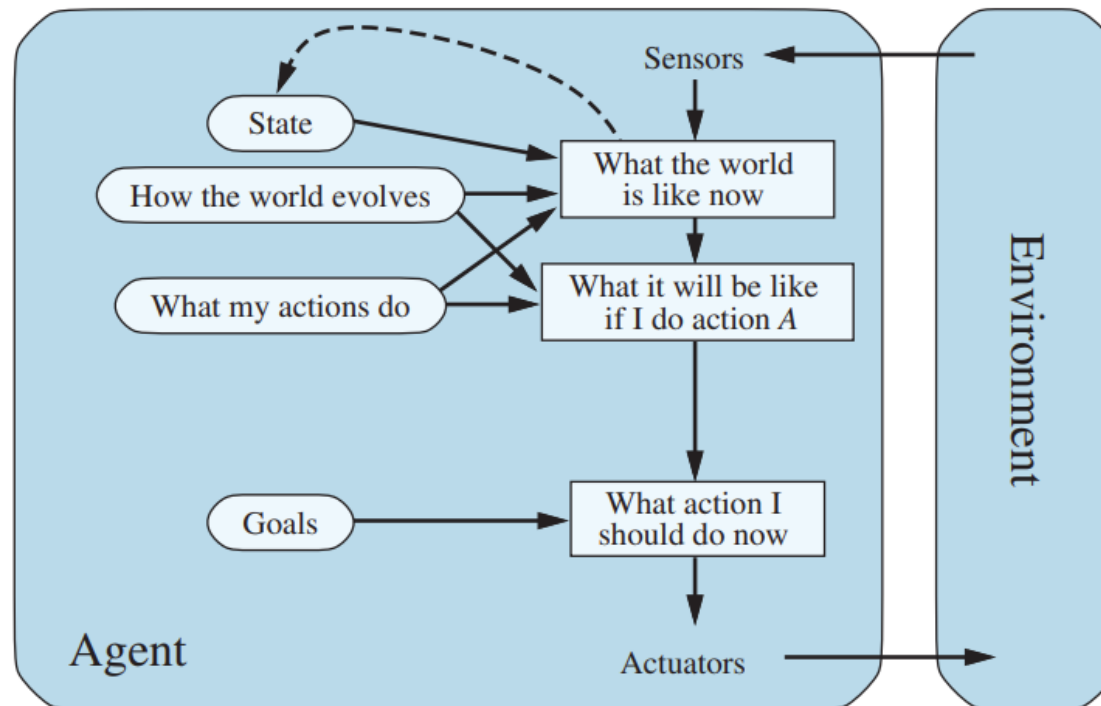 Sensors
State
What the world
is like now
How the world evolves
What it will be like
if I do action A
What my actions do
Goals
What action I
should do now
Agent
Actuators
Environment